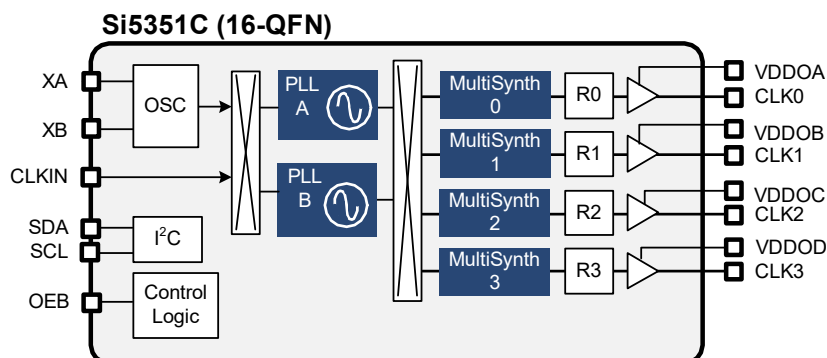 Si5351C (16-QFN)
XA
XB
CLKIN
SDA
SCL
OEB
OSC
I²C
Control
Logic
PLL
A
PLL
B
MultiSynth
0
MultiSynth
1
MultiSynth
2
MultiSynth
3
R0
R1
R2
R3
VDDOA
CLK0
VDDOB
CLK1
VDDOC
CLK2
VDDOD
CLK3